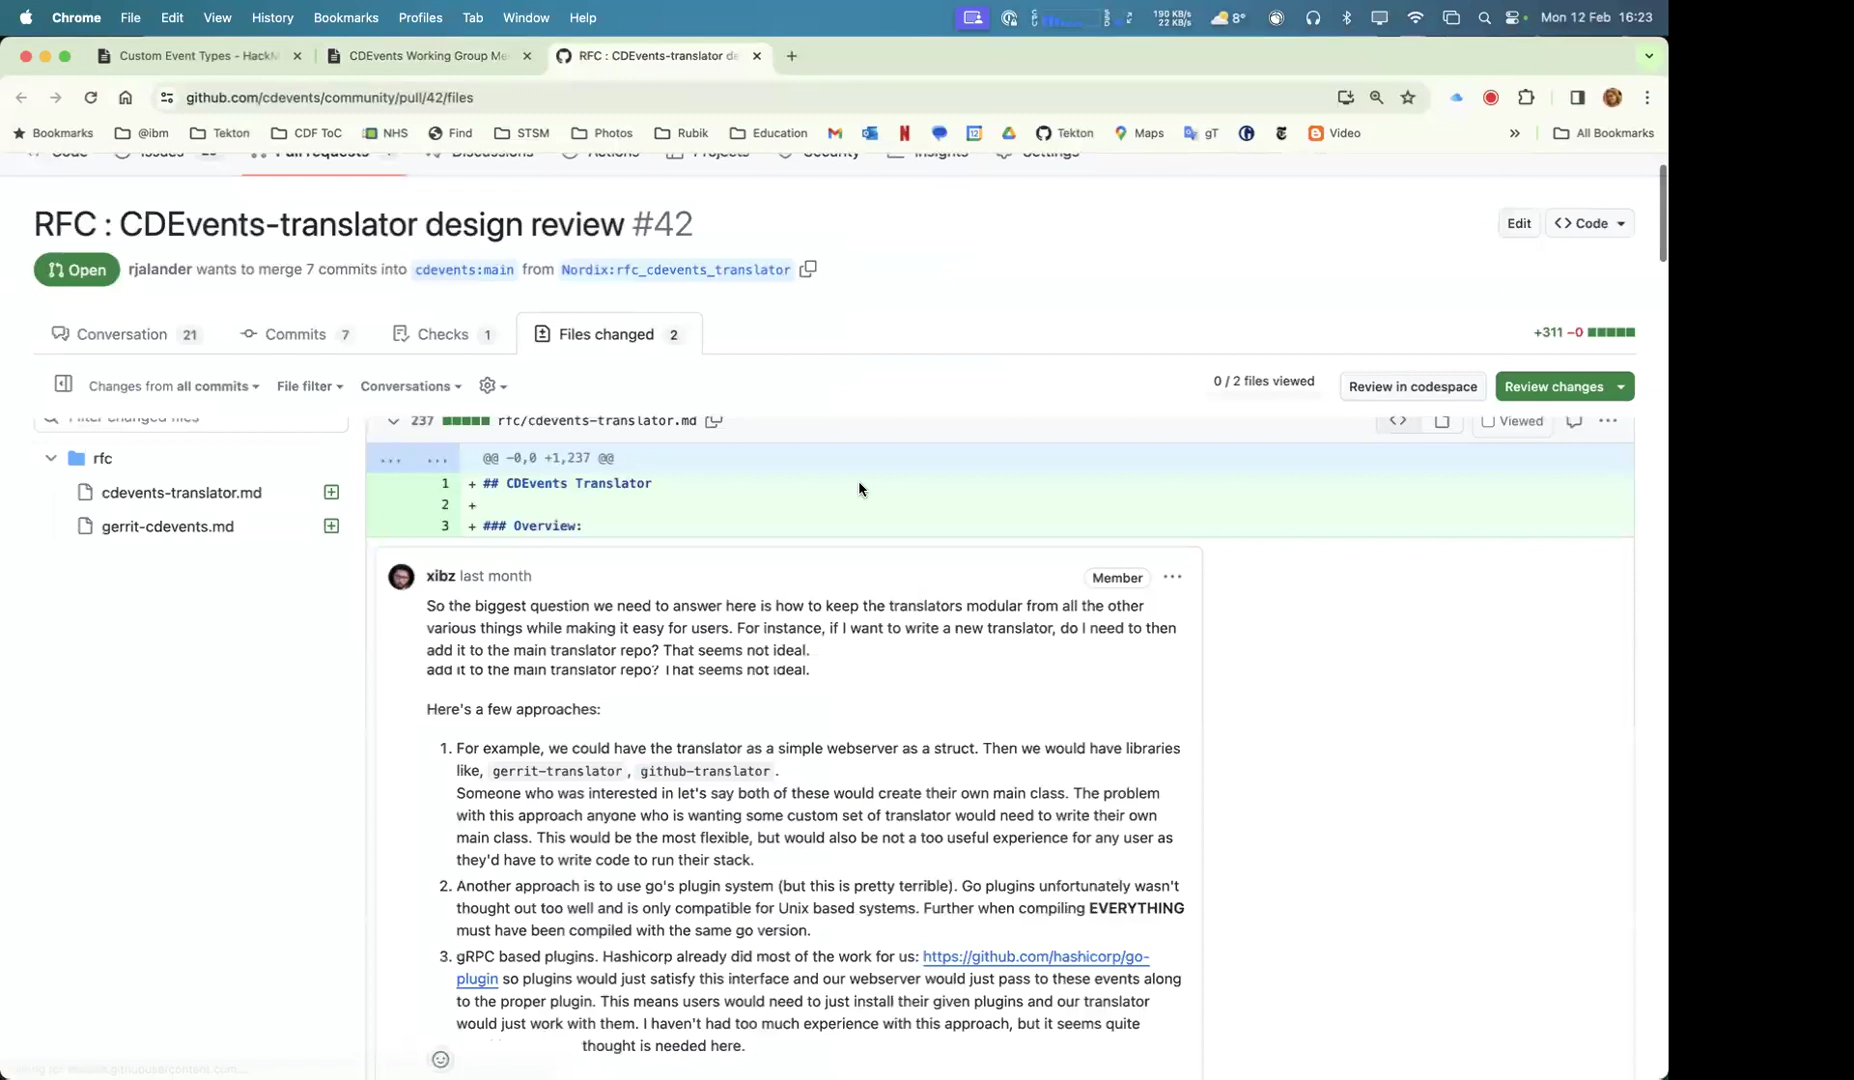 Chrome File Edit View History Bookmarks Profiles Tab Window Help 190 KB/s 22 KB/s 8° Mon 12 Feb 16:23
Custom Event Types - HackM CDEvents Working Group Me RFC : CDEvents-translator de
github.com/cdevents/community/pull/42/files
Bookmarks @ibm Tekton CDF ToC NHS Find STSM Photos Rubik Education Tekton Maps gT Video » All Bookmarks
Code Issues Pull requests Discussions Actions Projects Security Insights Settings
RFC : CDEvents-translator design review #42
Edit <> Code
Open rjalander wants to merge 7 commits into cdevents:main from Nordix:rfc_cdevents_translator
Conversation 21 Commits 7 Checks 1 Files changed 2 +311 −0
Changes from all commits File filter Conversations 0 / 2 files viewed Review in codespace Review changes
Filter changed files
237 rfc/cdevents-translator.md Viewed
rfc
cdevents-translator.md
gerrit-cdevents.md
... ... @@ -0,0 +1,237 @@
1 + ## CDEvents Translator
2 +
3 + ### Overview:
xibz last month Member
So the biggest question we need to answer here is how to keep the translators modular from all the other
various things while making it easy for users. For instance, if I want to write a new translator, do I need to then
add it to the main translator repo? That seems not ideal.
add it to the main translator repo? That seems not ideal.
Here's a few approaches:
1. For example, we could have the translator as a simple webserver as a struct. Then we would have libraries
like, gerrit-translator , github-translator .
Someone who was interested in let's say both of these would create their own main class. The problem
with this approach anyone who is wanting some custom set of translator would need to write their own
main class. This would be the most flexible, but would also be not a too useful experience for any user as
they'd have to write code to run their stack.
2. Another approach is to use go's plugin system (but this is pretty terrible). Go plugins unfortunately wasn't
thought out too well and is only compatible for Unix based systems. Further when compiling EVERYTHING
must have been compiled with the same go version.
3. gRPC based plugins. Hashicorp already did most of the work for us: https://github.com/hashicorp/go-
plugin so plugins would just satisfy this interface and our webserver would just pass to these events along
to the proper plugin. This means users would need to just install their given plugins and our translator
would just work with them. I haven't had too much experience with this approach, but it seems quite
thought is needed here.